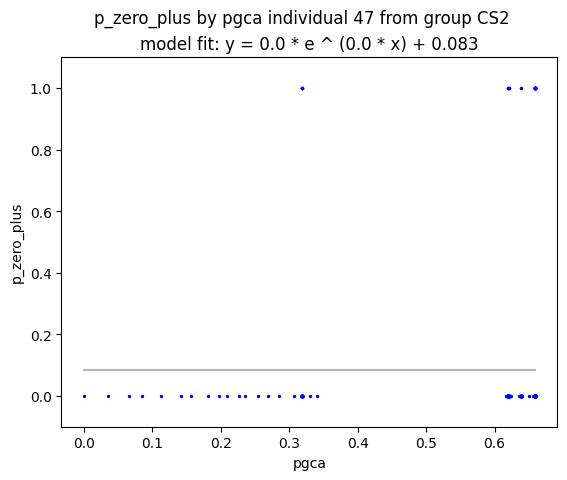 p_zero_plus by pgca individual 47 from group CS2
model fit: y = 0.0 * e ^ (0.0 * x) + 0.083
1.0
0.8
0.6
0.4
0.2
0.0
p_zero_plus
0.0 0.1 0.2 0.3 0.4 0.5 0.6
pgca